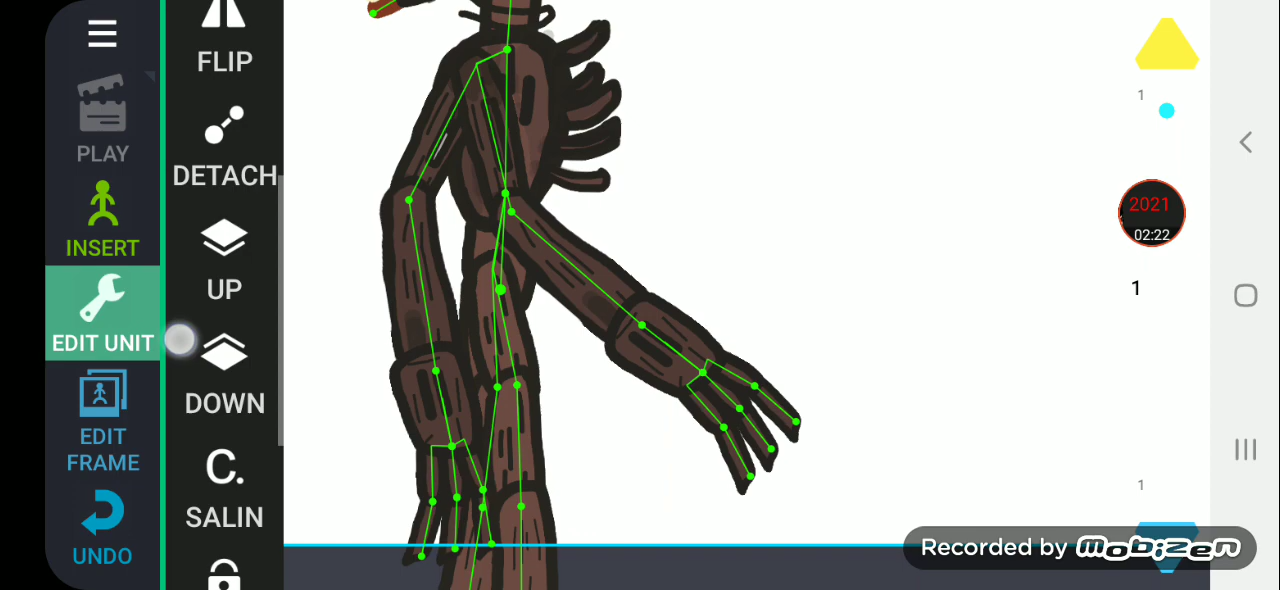 PLAY
INSERT
EDIT UNIT
EDIT
FRAME
UNDO
FLIP
DETACH
UP
DOWN
C.
SALIN
1
2021
02:22
1
1
Recorded by mobizen